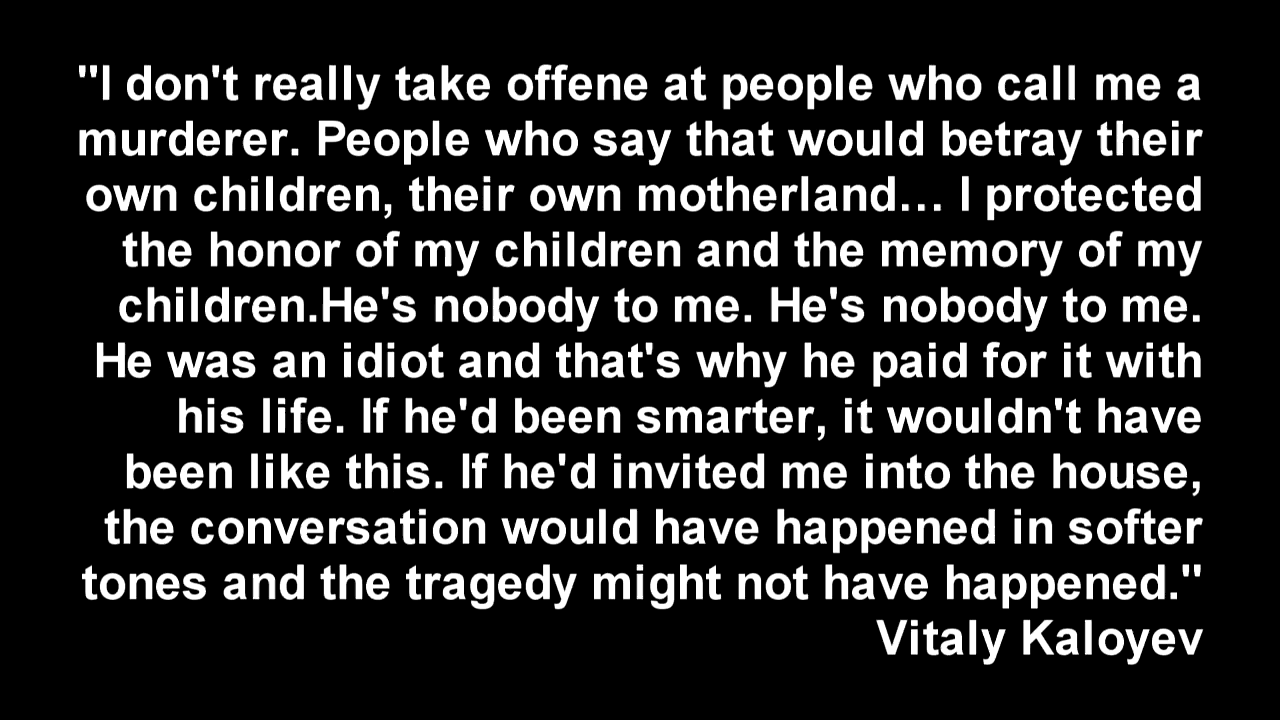 "I don't really take offene at people who call me a
murderer. People who say that would betray their
own children, their own motherland… I protected
the honor of my children and the memory of my
children.He's nobody to me. He's nobody to me.
He was an idiot and that's why he paid for it with
his life. If he'd been smarter, it wouldn't have
been like this. If he'd invited me into the house,
the conversation would have happened in softer
tones and the tragedy might not have happened."
Vitaly Kaloyev